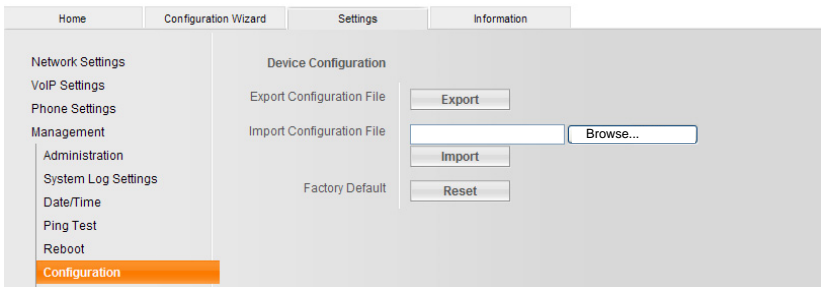 Home
Configuration Wizard
Settings
Information
Network Settings
VoIP Settings
Phone Settings
Management
Administration
System Log Settings
Date/Time
Ping Test
Reboot
Configuration
Device Configuration
Export Configuration File
Export
Import Configuration File
Browse...
Import
Factory Default
Reset